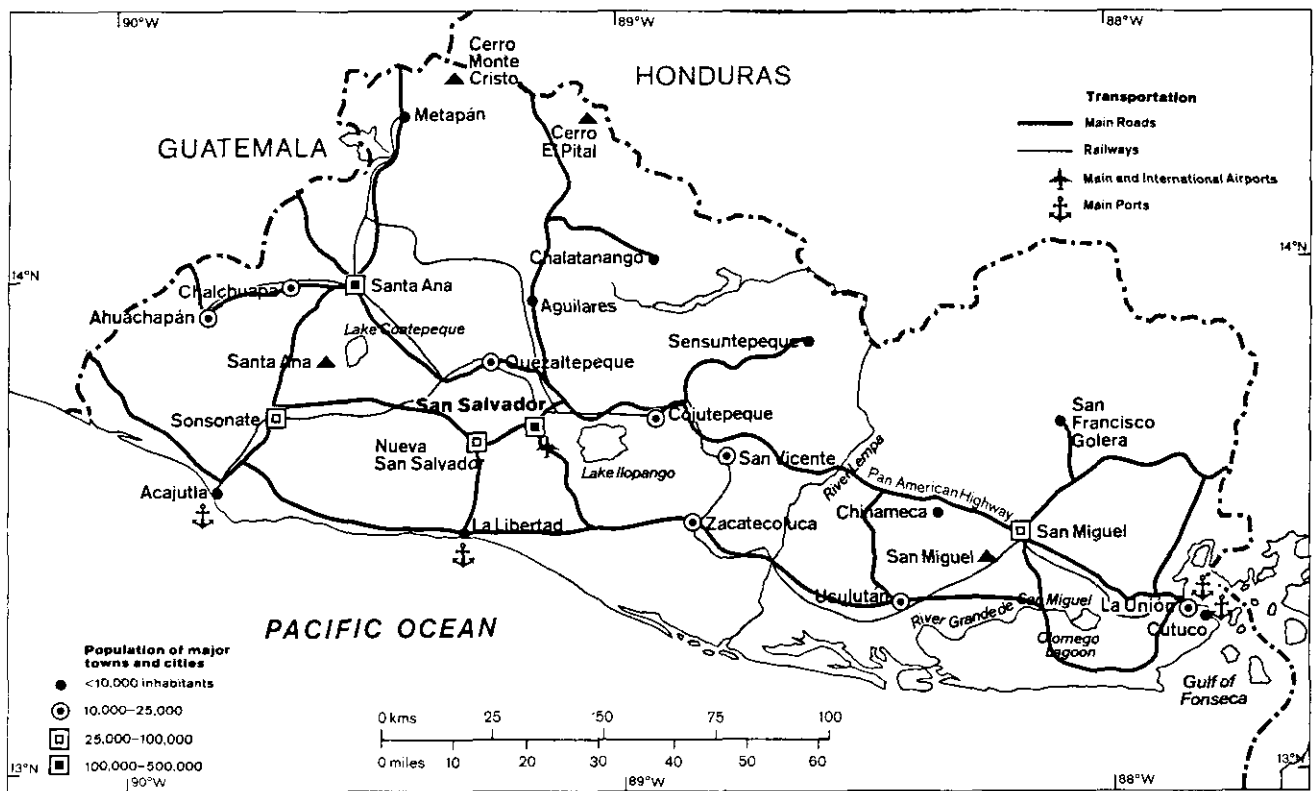 90°W
89°W
88°W
Cerro
Monte
Cristo
HONDURAS
Transportation
Main Roads
Railways
Main and International Airports
Main Ports
Metapán
GUATEMALA
Cerro
El Pital
14°N
14°N
Chalatanango
Chalchuapa
Santa Ana
Aguilares
Ahuachapán
Lake Coatepeque
Sensuntepeque
Santa Ana
Quezaltepeque
San Salvador
Sonsonate
Cojutepeque
San
Francisco
Golera
Nueva
San Salvador
San Vicente
Lake Ilopango
River Lempa
Pan American Highway
Acajutla
Chinameca
La Libertad
Zacatecoluca
San Miguel
San Miguel
Usulután
River Grande de San Miguel
La Unión
Cutuco
Olomego
Lagoon
PACIFIC OCEAN
Gulf of
Fonseca
Population of major
towns and cities
<10,000 inhabitants
10,000–25,000
25,000–100,000
100,000–500,000
0 kms 25 50 75 100
0 miles 10 20 30 40 50 60
13°N
13°N
90°W
89°W
88°W